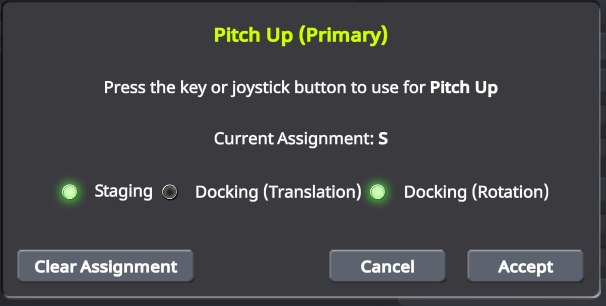 Pitch Up (Primary)
Press the key or joystick button to use for Pitch Up
Current Assignment: S
Staging Docking (Translation) Docking (Rotation)
Clear Assignment Cancel Accept